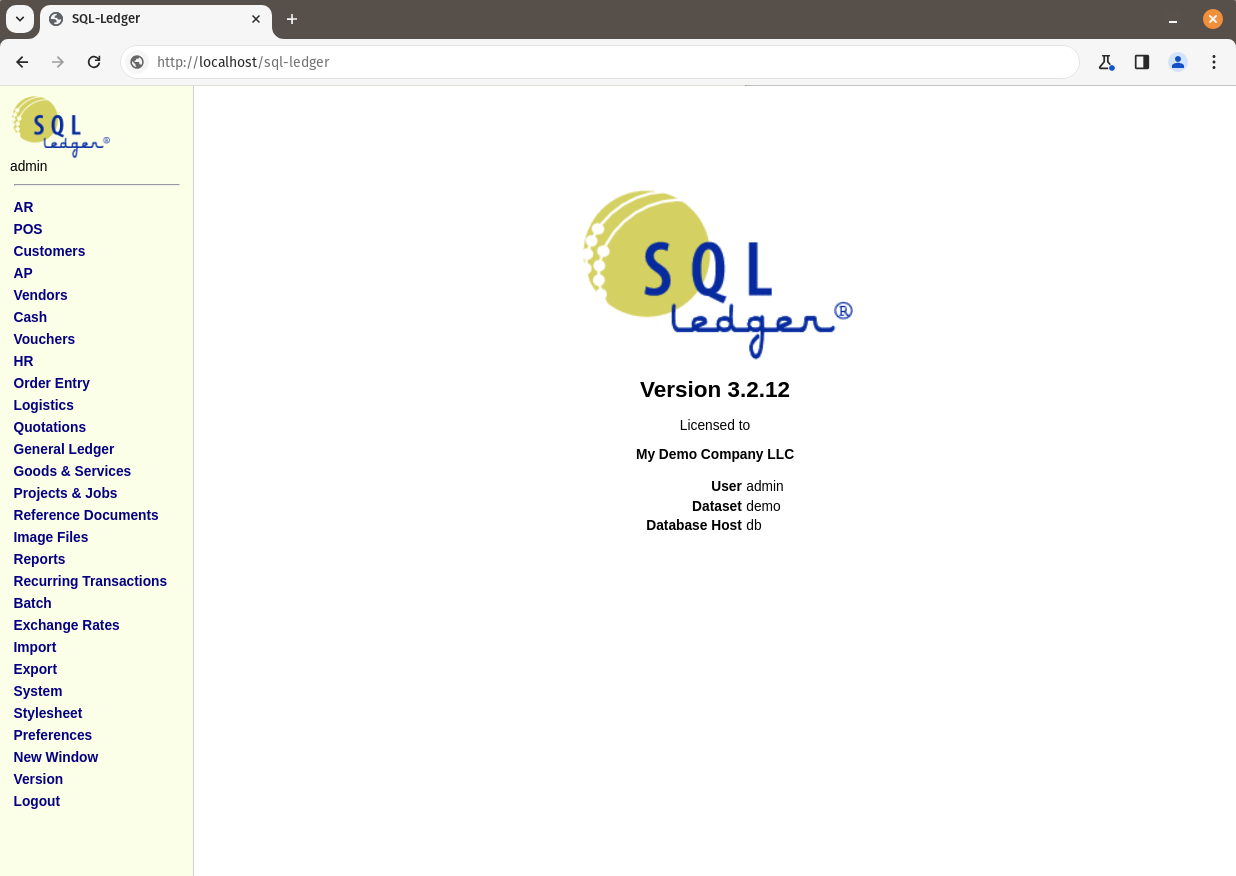 SQL-Ledger
http://localhost/sql-ledger
SQL
ledger®
admin
AR
POS
Customers
AP
Vendors
Cash
Vouchers
HR
Order Entry
Logistics
Quotations
General Ledger
Goods & Services
Projects & Jobs
Reference Documents
Image Files
Reports
Recurring Transactions
Batch
Exchange Rates
Import
Export
System
Stylesheet
Preferences
New Window
Version
Logout
SQL
ledger®
Version 3.2.12
Licensed to
My Demo Company LLC
User admin
Dataset demo
Database Host db